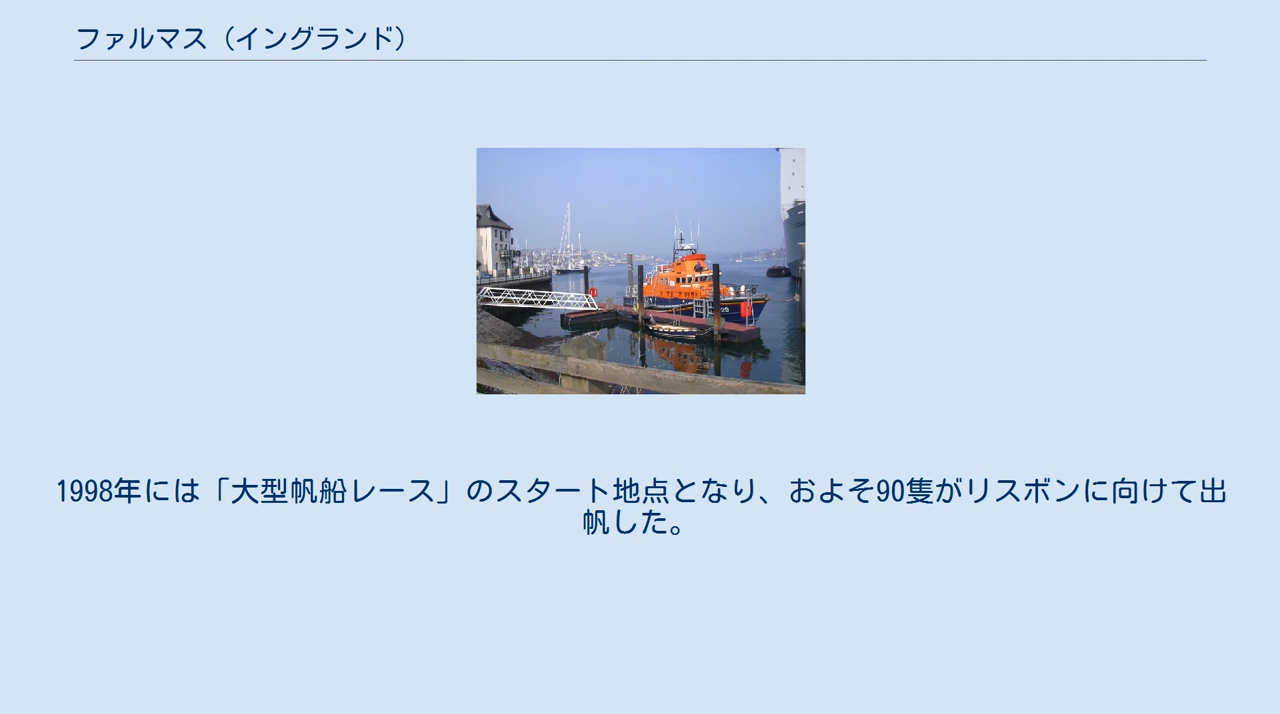 ファルマス（イングランド）
29
1998年には「大型帆船レース」のスタート地点となり、およそ90隻がリスボンに向けて出
帆した。